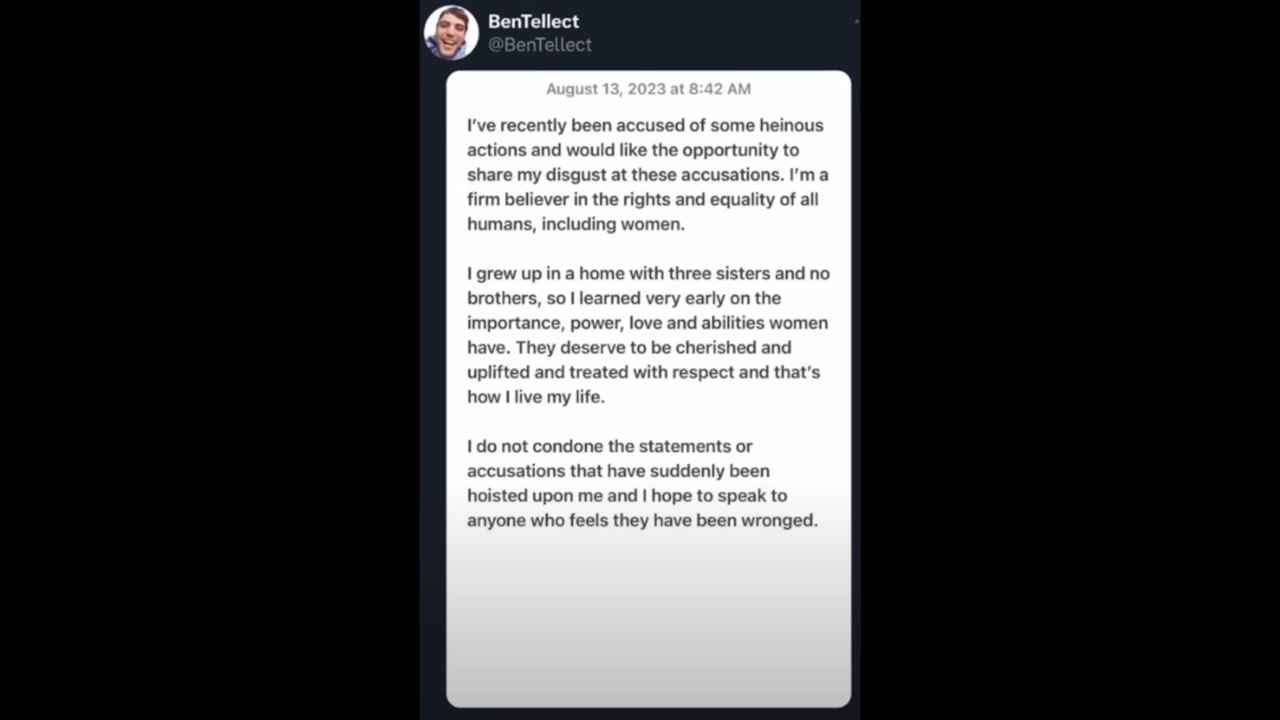 BenTellect
@BenTellect
August 13, 2023 at 8:42 AM
I've recently been accused of some heinous
actions and would like the opportunity to
share my disgust at these accusations. I'm a
firm believer in the rights and equality of all
humans, including women.
I grew up in a home with three sisters and no
brothers, so I learned very early on the
importance, power, love and abilities women
have. They deserve to be cherished and
uplifted and treated with respect and that's
how I live my life.
I do not condone the statements or
accusations that have suddenly been
hoisted upon me and I hope to speak to
anyone who feels they have been wronged.